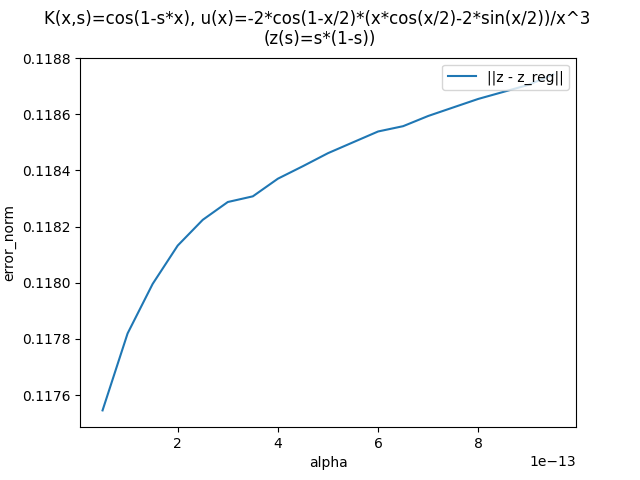 K(x,s)=cos(1-s*x), u(x)=-2*cos(1-x/2)*(x*cos(x/2)-2*sin(x/2))/x^3
(z(s)=s*(1-s))
||z - z_reg||
0.1188
0.1186
0.1184
0.1182
0.1180
0.1178
0.1176
error_norm
2
4
6
8
1e−13
alpha